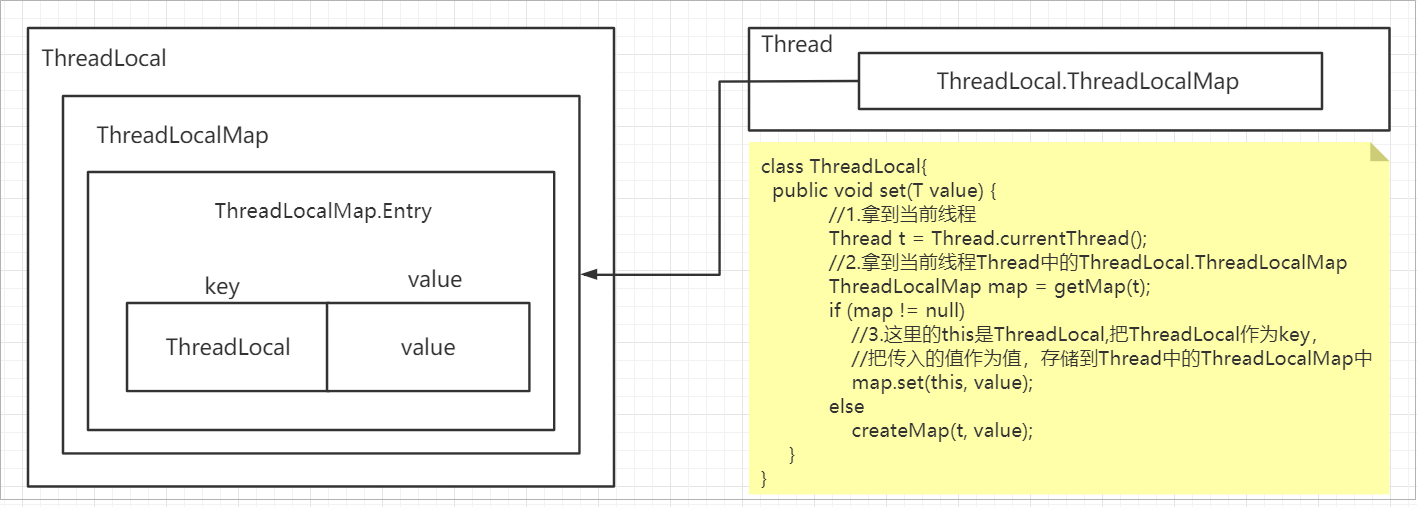 ThreadLocal
ThreadLocalMap
ThreadLocalMap.Entry
key
value
ThreadLocal
value
Thread
ThreadLocal.ThreadLocalMap
class ThreadLocal{
public void set(T value) {
//1.拿到当前线程
Thread t = Thread.currentThread();
//2.拿到当前线程Thread中的ThreadLocal.ThreadLocalMap
ThreadLocalMap map = getMap(t);
if (map != null)
//3.这里的this是ThreadLocal,把ThreadLocal作为key，
//把传入的值作为值，存储到Thread中的ThreadLocalMap中
map.set(this, value);
else
createMap(t, value);
}
}